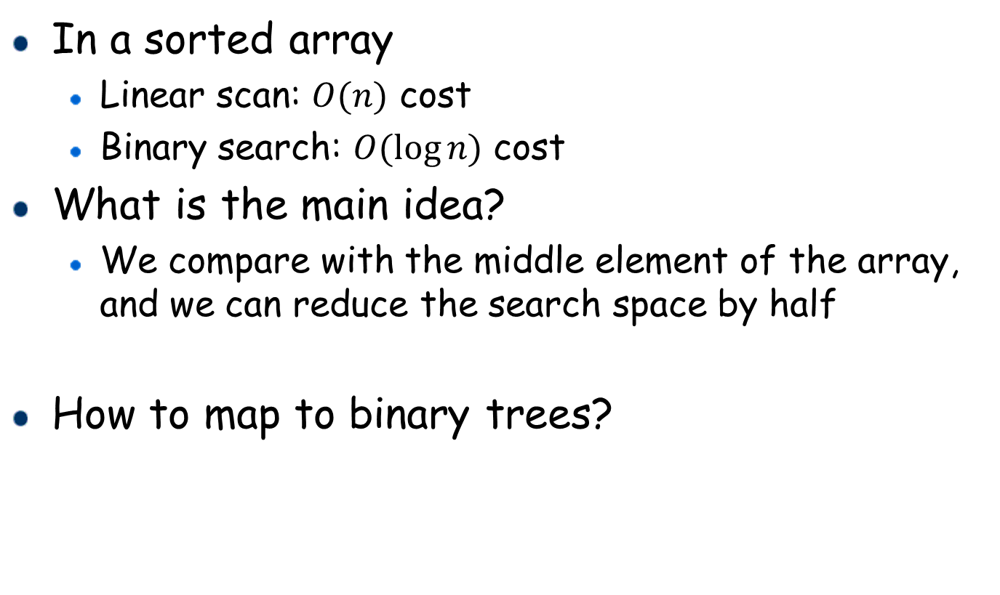 • In a sorted array
• Linear scan: O(n) cost
• Binary search: O(log n) cost
• What is the main idea?
• We compare with the middle element of the array,
and we can reduce the search space by half
• How to map to binary trees?